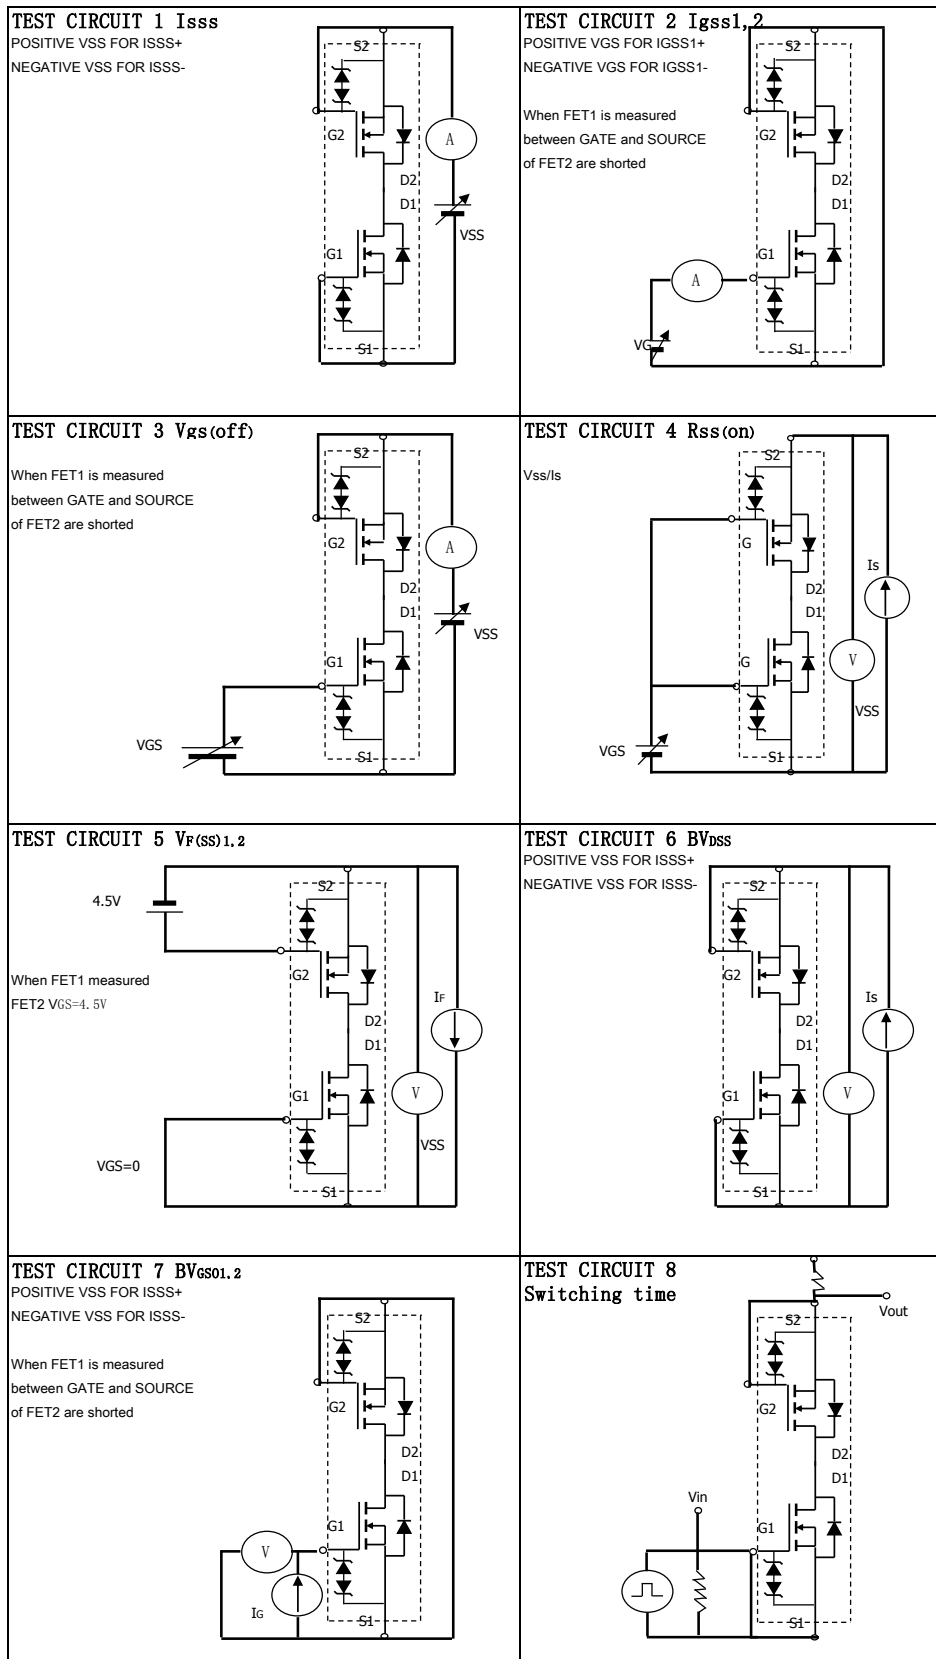 TEST CIRCUIT 1 Isss
POSITIVE VSS FOR ISSS+
NEGATIVE VSS FOR ISSS-
S2
G2
A
D2
D1
VSS
G1
S1
TEST CIRCUIT 2 Igss1,2
POSITIVE VGS FOR IGSS1+
NEGATIVE VGS FOR IGSS1-
When FET1 is measured
between GATE and SOURCE
of FET2 are shorted
S2
G2
D2
D1
G1
A
VG
S1
TEST CIRCUIT 3 Vgs(off)
When FET1 is measured
between GATE and SOURCE
of FET2 are shorted
S2
G2
A
D2
D1
VSS
G1
VGS
S1
TEST CIRCUIT 4 Rss(on)
Vss/Is
S2
G
Is
D2
D1
G
V
VSS
VGS
S1
TEST CIRCUIT 5 VF(SS)1,2
S2
4.5V
When FET1 measured
FET2 VGS=4.5V
G2
IF
D2
D1
G1
V
VSS
VGS=0
S1
TEST CIRCUIT 6 BVDSS
POSITIVE VSS FOR ISSS+
NEGATIVE VSS FOR ISSS-
S2
G2
Is
D2
D1
G1
V
S1
TEST CIRCUIT 7 BVGSO1,2
POSITIVE VSS FOR ISSS+
NEGATIVE VSS FOR ISSS-
When FET1 is measured
between GATE and SOURCE
of FET2 are shorted
S2
G2
D2
D1
G1
V
IG
S1
TEST CIRCUIT 8
Switching time
Vout
S2
G2
D2
D1
Vin
G1
S1